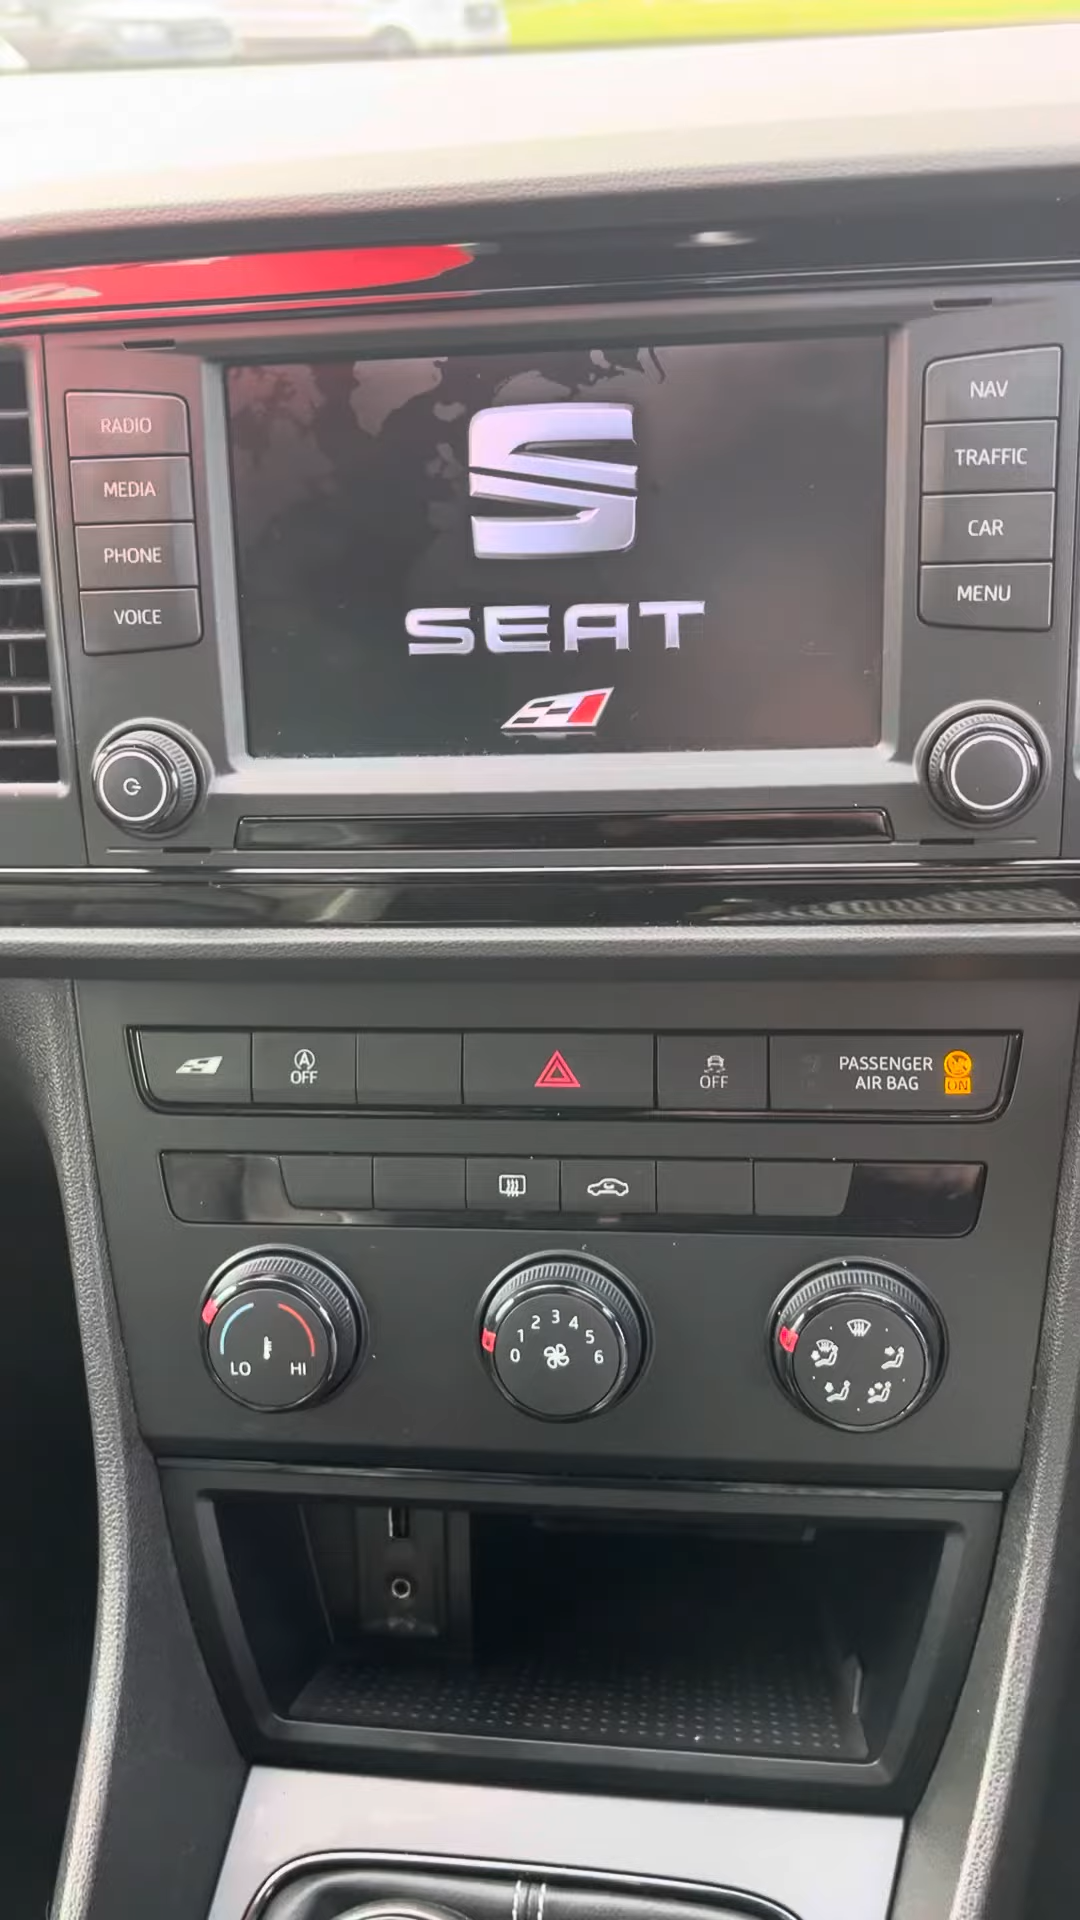 RADIO
MEDIA
PHONE
VOICE
SEAT
NAV
TRAFFIC
CAR
MENU
A
OFF
OFF
PASSENGER
AIR BAG
ON
LO HI
0 1 2 3 4 5 6